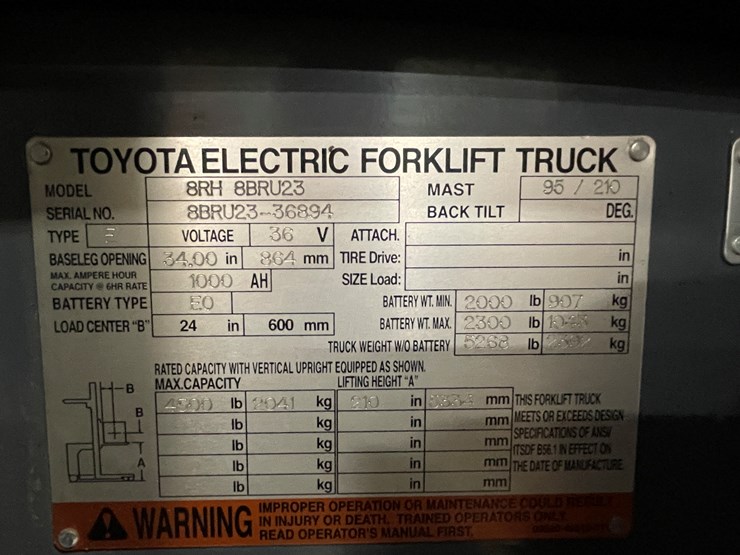 TOYOTA ELECTRIC FORKLIFT TRUCK
MODEL 8RH 8BRU23 MAST 95 / 210
SERIAL NO. 8BRU23-36894 BACK TILT DEG.
TYPE E VOLTAGE 36 V ATTACH.
BASELEG OPENING 34.00 in 864 mm TIRE Drive: in
MAX. AMPERE HOUR
CAPACITY @ 6HR RATE 1000 AH SIZE Load: in
BATTERY TYPE EO BATTERY WT. MIN. 2000 lb 907 kg
LOAD CENTER "B" 24 in 600 mm BATTERY WT. MAX. 2300 lb 1043 kg
TRUCK WEIGHT W/O BATTERY 5268 lb kg
RATED CAPACITY WITH VERTICAL UPRIGHT EQUIPPED AS SHOWN.
MAX.CAPACITY LIFTING HEIGHT "A"
4500 lb 2041 kg 210 in 5334 mm
lb kg in mm
lb kg in mm
lb kg in mm
lb kg in mm
B
B
A
THIS FORKLIFT TRUCK
MEETS OR EXCEEDS DESIGN
SPECIFICATIONS OF ANSI/
ITSDF B56.1 IN EFFECT ON
THE DATE OF MANUFACTURE
WARNING
IMPROPER OPERATION OR MAINTENANCE COULD RESULT
IN INJURY OR DEATH. TRAINED OPERATORS ONLY.
READ OPERATOR'S MANUAL FIRST.